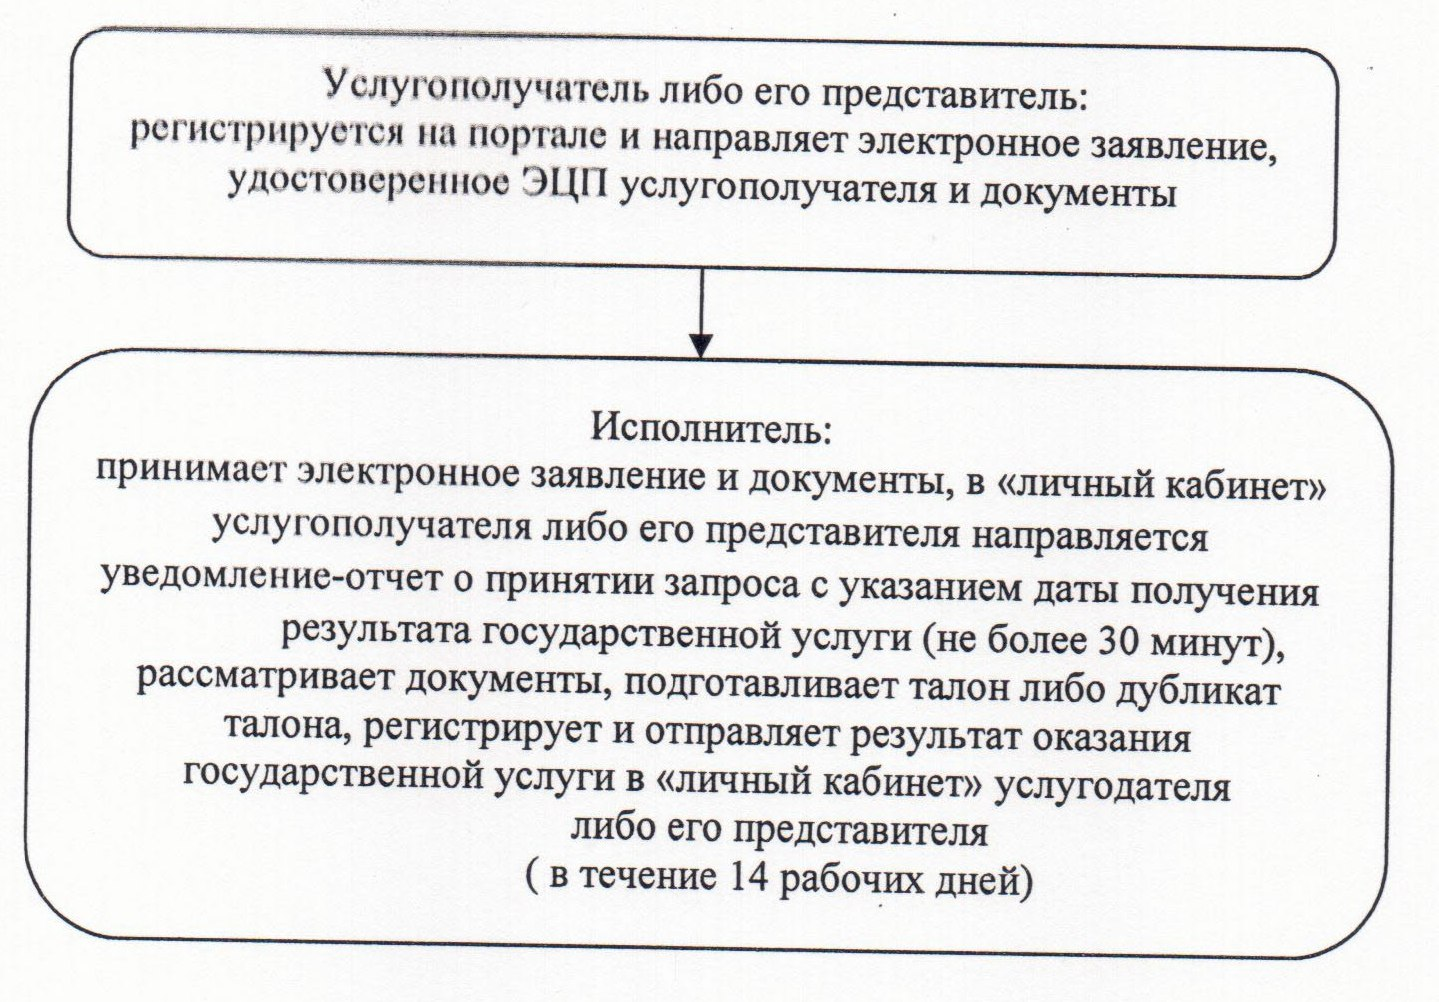 Услугополучатель либо его представитель:
регистрируется на портале и направляет электронное заявление,
удостоверенное ЭЦП услугополучателя и документы
Исполнитель:
принимает электронное заявление и документы, в «личный кабинет»
услугополучателя либо его представителя направляется
уведомление-отчет о принятии запроса с указанием даты получения
результата государственной услуги (не более 30 минут),
рассматривает документы, подготавливает талон либо дубликат
талона, регистрирует и отправляет результат оказания
государственной услуги в «личный кабинет» услугодателя
либо его представителя
( в течение 14 рабочих дней)